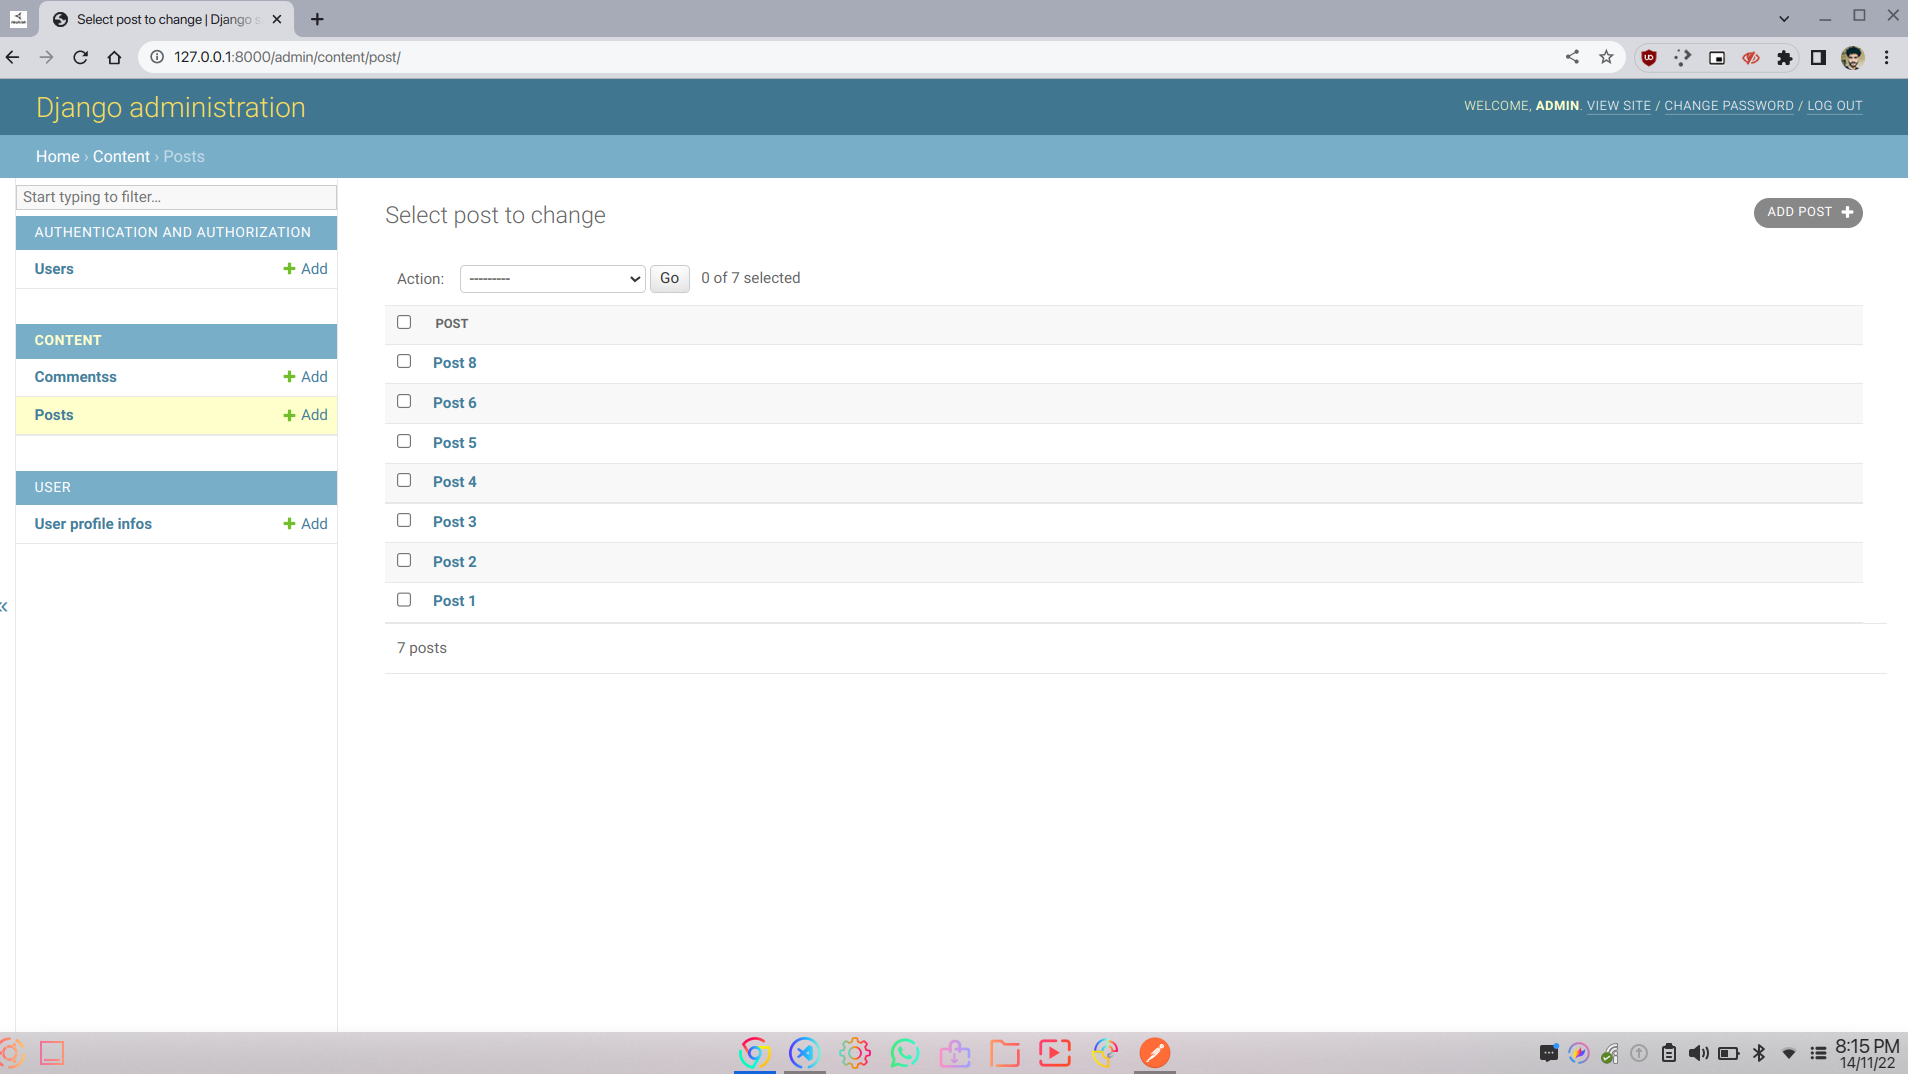 Select post to change | Django s
127.0.0.1:8000/admin/content/post/
Django administration
WELCOME, ADMIN. VIEW SITE / CHANGE PASSWORD / LOG OUT
Home › Content › Posts
Start typing to filter...
AUTHENTICATION AND AUTHORIZATION
Users
Add
CONTENT
Commentss
Add
Posts
Add
USER
User profile infos
Add
«
Select post to change
ADD POST
Action:
---------
Go
0 of 7 selected
POST
Post 8
Post 6
Post 5
Post 4
Post 3
Post 2
Post 1
7 posts
8:15 PM
14/11/22